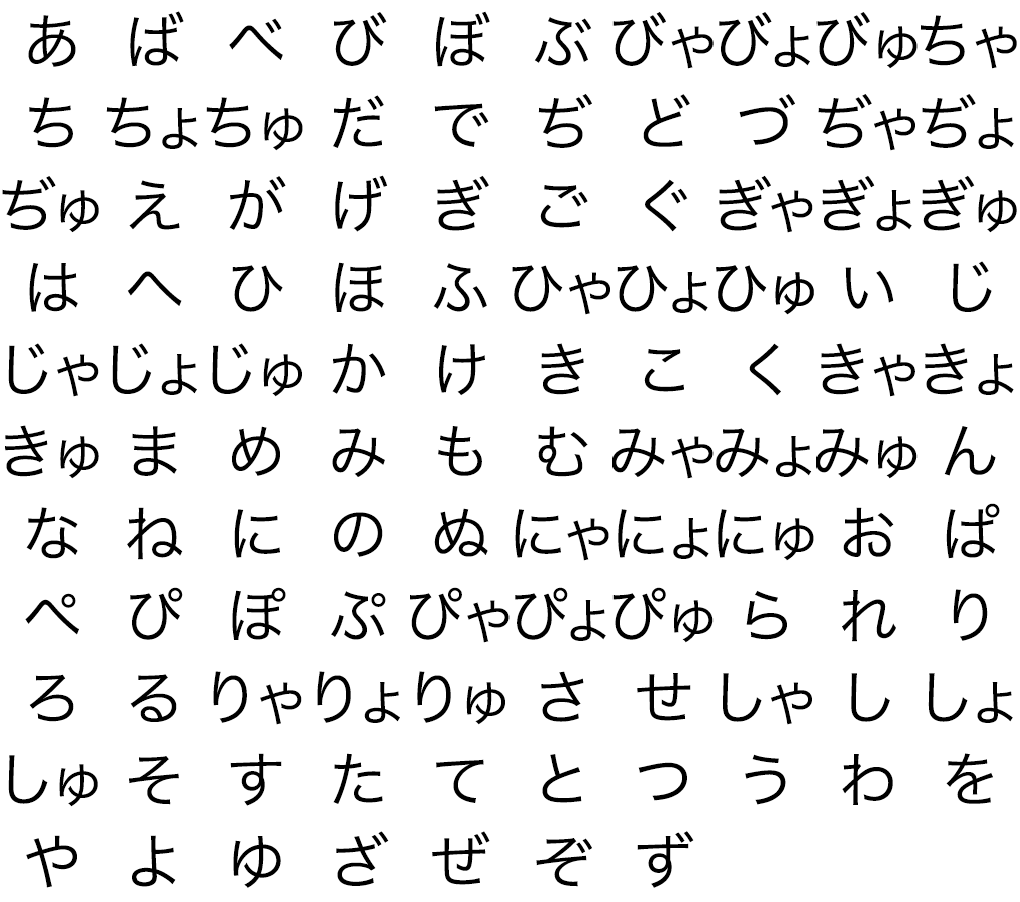 あ ば べ び ぼ ぶ びゃ びょ びゅ ちゃ
ち ちょ ちゅ だ で ぢ ど づ ぢゃ ぢょ
ぢゅ え が げ ぎ ご ぐ ぎゃ ぎょ ぎゅ
は へ ひ ほ ふ ひゃ ひょ ひゅ い じ
じゃ じょ じゅ か け き こ く きゃ きょ
きゅ ま め み も む みゃ みょ みゅ ん
な ね に の ぬ にゃ にょ にゅ お ぱ
ぺ ぴ ぽ ぷ ぴゃ ぴょ ぴゅ ら れ り
ろ る りゃ りょ りゅ さ せ しゃ し しょ
しゅ そ す た て と つ う わ を
や よ ゆ ざ ぜ ぞ ず